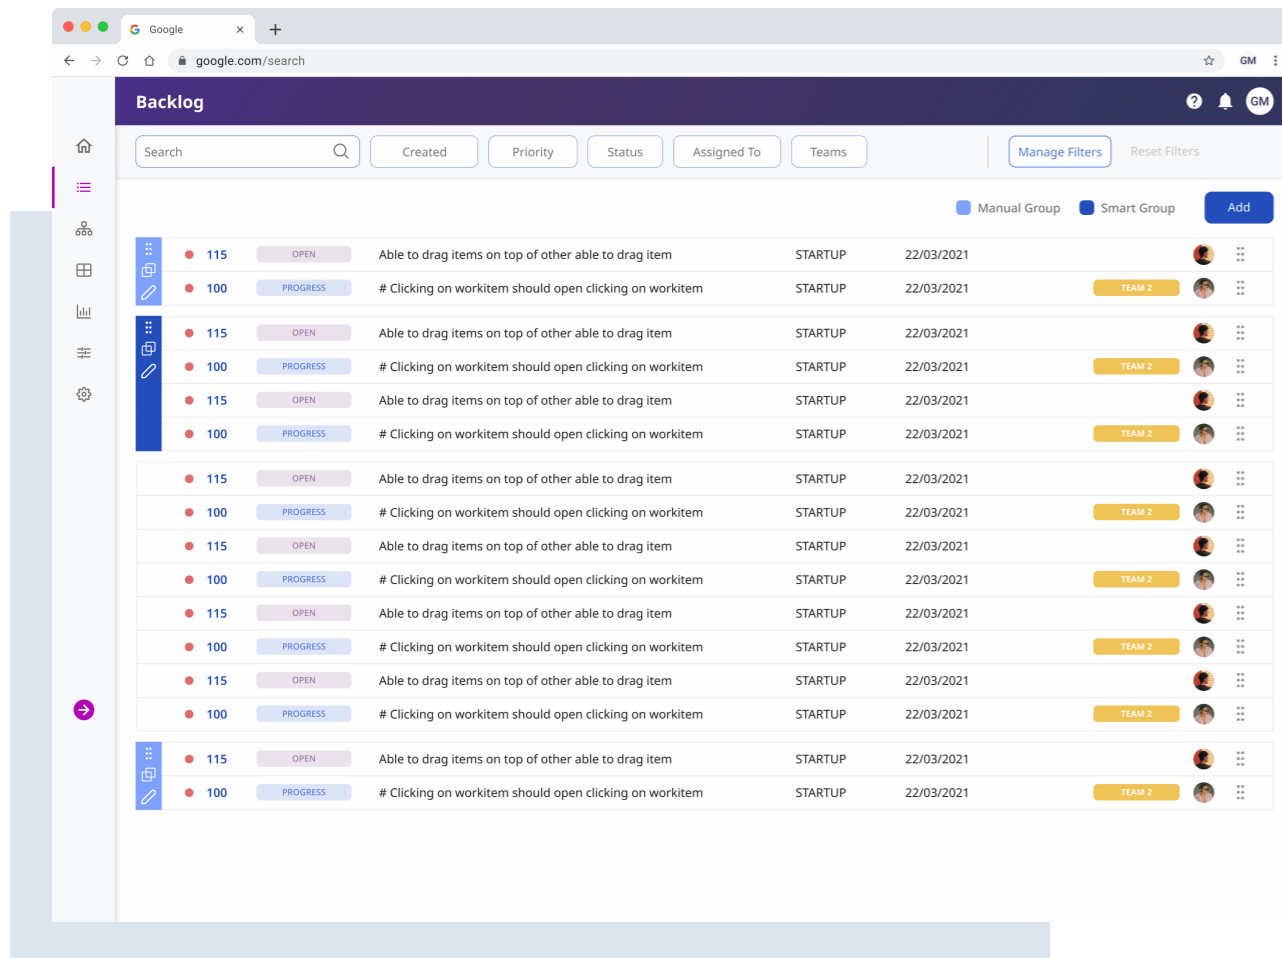 Google
google.com/search
GM
Backlog
GM
Search
Created
Priority
Status
Assigned To
Teams
Manage Filters
Reset Filters
Manual Group
Smart Group
Add
115 OPEN Able to drag items on top of other able to drag item STARTUP 22/03/2021
100 PROGRESS # Clicking on workitem should open clicking on workitem STARTUP 22/03/2021 TEAM 2
115 OPEN Able to drag items on top of other able to drag item STARTUP 22/03/2021
100 PROGRESS # Clicking on workitem should open clicking on workitem STARTUP 22/03/2021 TEAM 2
115 OPEN Able to drag items on top of other able to drag item STARTUP 22/03/2021
100 PROGRESS # Clicking on workitem should open clicking on workitem STARTUP 22/03/2021 TEAM 2
115 OPEN Able to drag items on top of other able to drag item STARTUP 22/03/2021
100 PROGRESS # Clicking on workitem should open clicking on workitem STARTUP 22/03/2021 TEAM 2
115 OPEN Able to drag items on top of other able to drag item STARTUP 22/03/2021
100 PROGRESS # Clicking on workitem should open clicking on workitem STARTUP 22/03/2021 TEAM 2
115 OPEN Able to drag items on top of other able to drag item STARTUP 22/03/2021
100 PROGRESS # Clicking on workitem should open clicking on workitem STARTUP 22/03/2021 TEAM 2
115 OPEN Able to drag items on top of other able to drag item STARTUP 22/03/2021
100 PROGRESS # Clicking on workitem should open clicking on workitem STARTUP 22/03/2021 TEAM 2
115 OPEN Able to drag items on top of other able to drag item STARTUP 22/03/2021
100 PROGRESS # Clicking on workitem should open clicking on workitem STARTUP 22/03/2021 TEAM 2